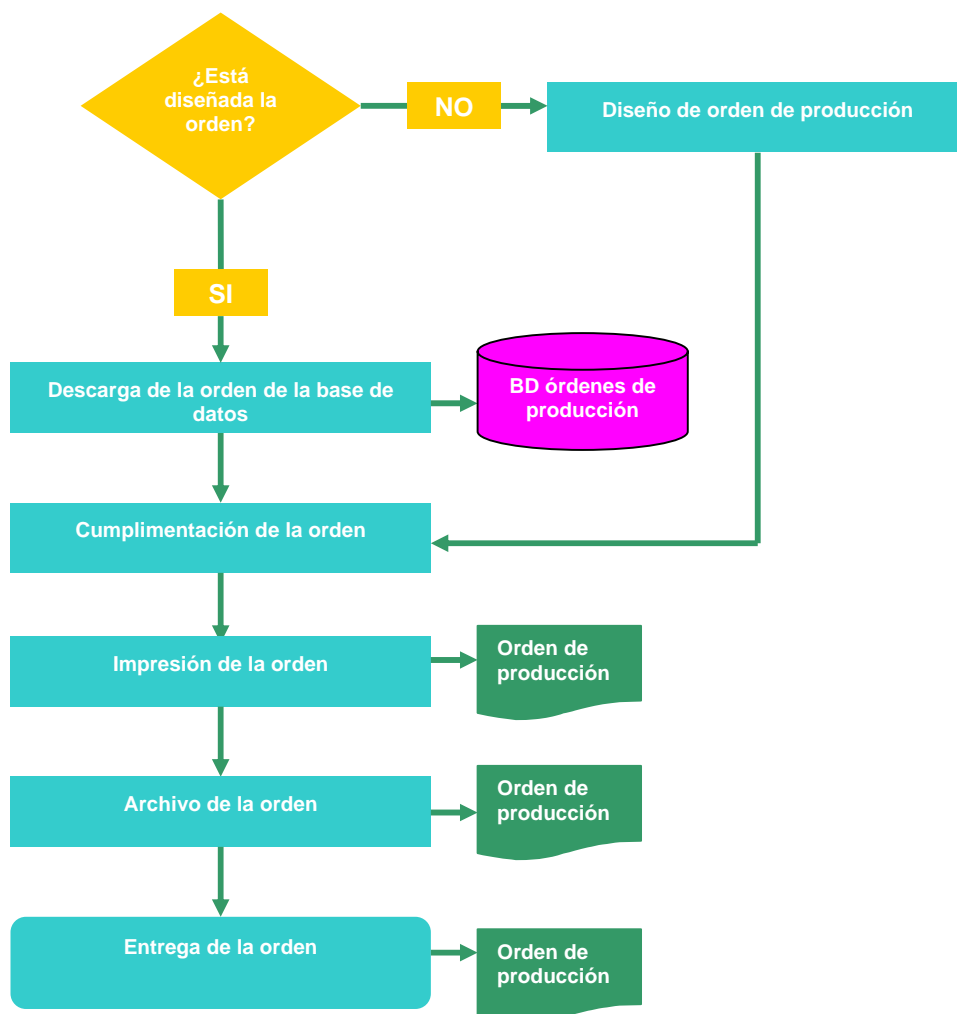 ¿Está
diseñada la
orden?
NO
Diseño de orden de producción
SI
Descarga de la orden de la base de
datos
BD órdenes de
producción
Cumplimentación de la orden
Impresión de la orden
Orden de
producción
Archivo de la orden
Orden de
producción
Entrega de la orden
Orden de
producción